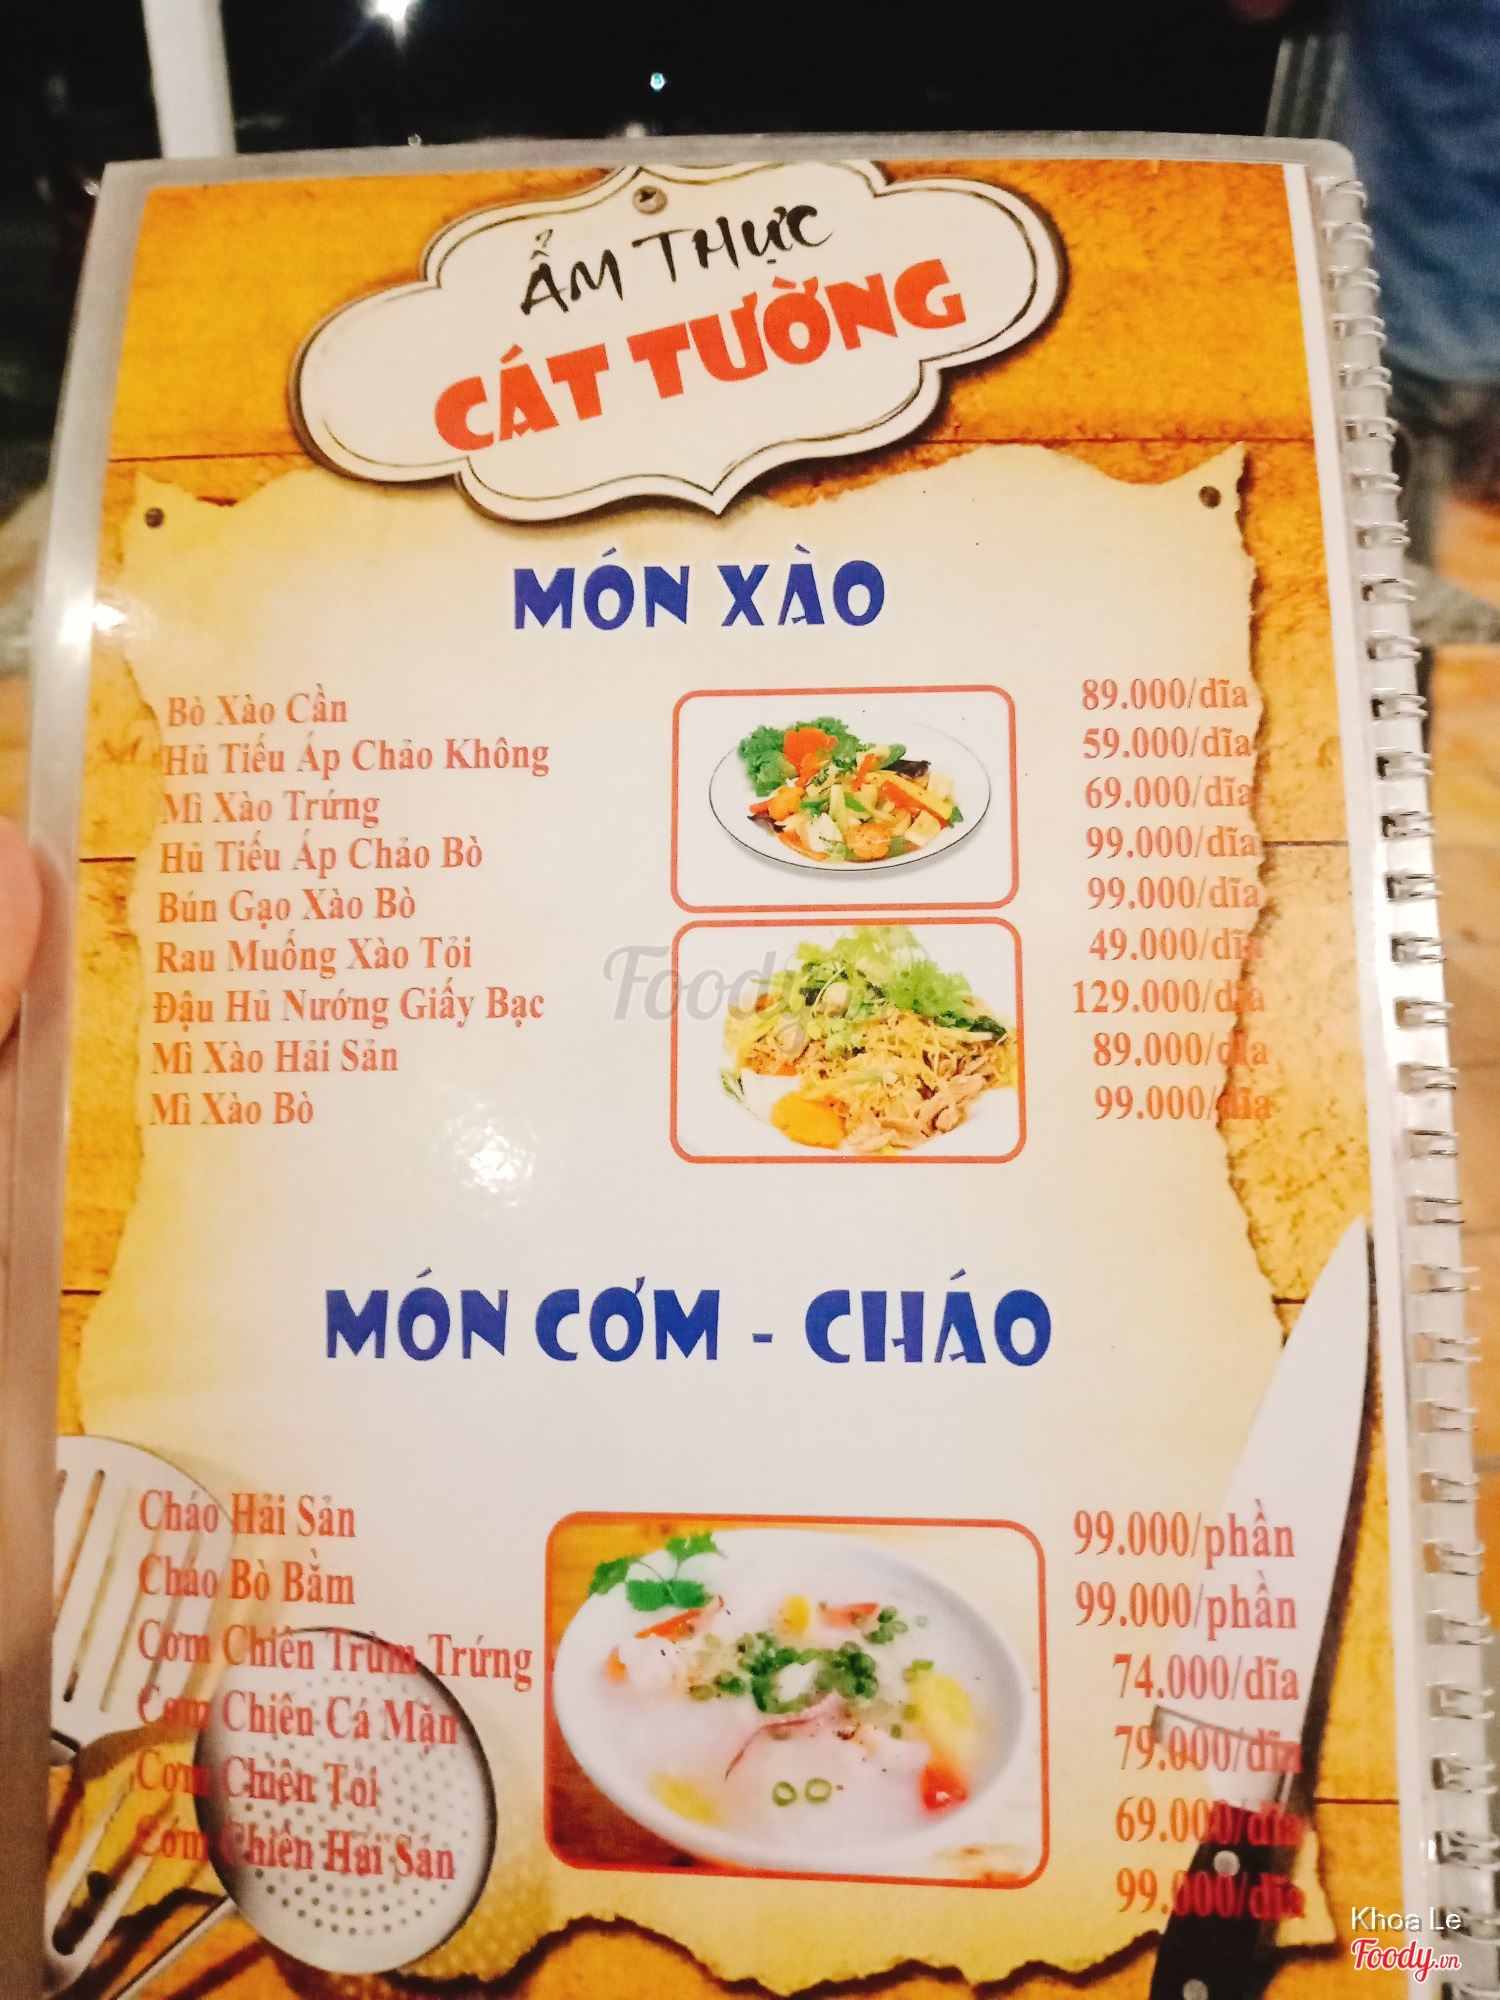 ẨM THỰC
CÁT TƯỜNG
MÓN XÀO
Bò Xào Cần 89.000/dĩa
Hủ Tiếu Áp Chảo Không 59.000/dĩa
Mì Xào Trứng 69.000/dĩa
Hủ Tiếu Áp Chảo Bò 99.000/dĩa
Bún Gạo Xào Bò 99.000/dĩa
Rau Muống Xào Tỏi 49.000/dĩa
Đậu Hủ Nướng Giấy Bạc 129.000/dĩa
Mì Xào Hải Sản 89.000/dĩa
Mì Xào Bò 99.000/dĩa
Foody.vn
MÓN CƠM - CHÁO
Cháo Hải Sản 99.000/phần
Cháo Bò Bằm 99.000/phần
Cơm Chiên Trùm Trứng 74.000/dĩa
Cơm Chiên Cá Mặn 79.000/dĩa
Cơm Chiên Tỏi 69.000/dĩa
Cơm Chiên Hải Sản 99.000/dĩa
Khoa Le
Foody.vn